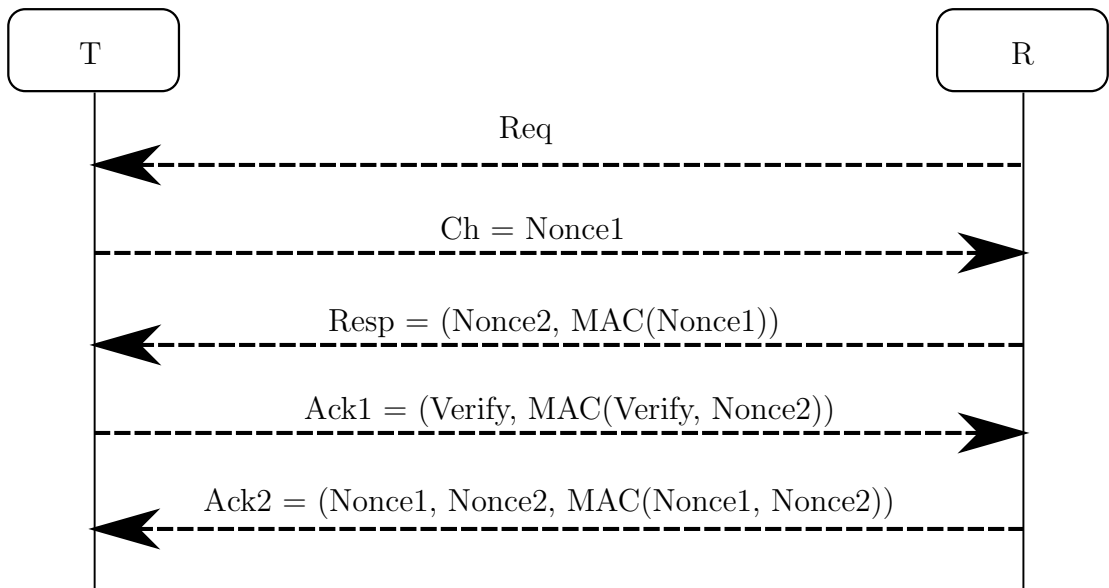 T
R
Req
Ch = Nonce1
Resp = (Nonce2, MAC(Nonce1))
Ack1 = (Verify, MAC(Verify, Nonce2))
Ack2 = (Nonce1, Nonce2, MAC(Nonce1, Nonce2))